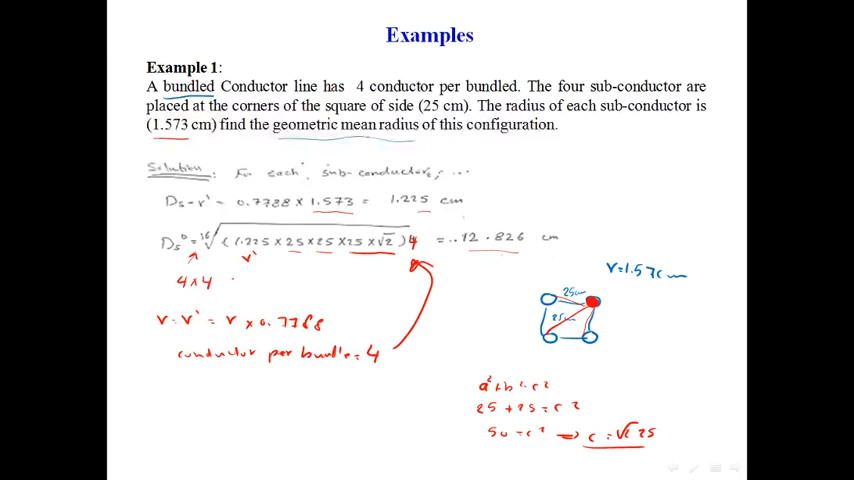 Examples
Example 1:
A bundled Conductor line has 4 conductor per bundled. The four sub-conductor are
placed at the corners of the square of side (25 cm). The radius of each sub-conductor is
(1.573 cm) find the geometric mean radius of this configuration.
Solution: For each sub-conductor, ...
Ds = r' = 0.7788 x 1.573 = 1.225 cm
Ds^b = 16√(1.225 x 25 x 25 x 25 x √2)4 = ..12.826 cm
r'
r=1.57cm
4x4
25cm
25cm
r=r' = r x 0.7788
conductor per bundle=4
a²+b²=c²
25+25=c²
50=c² => c=√2 25